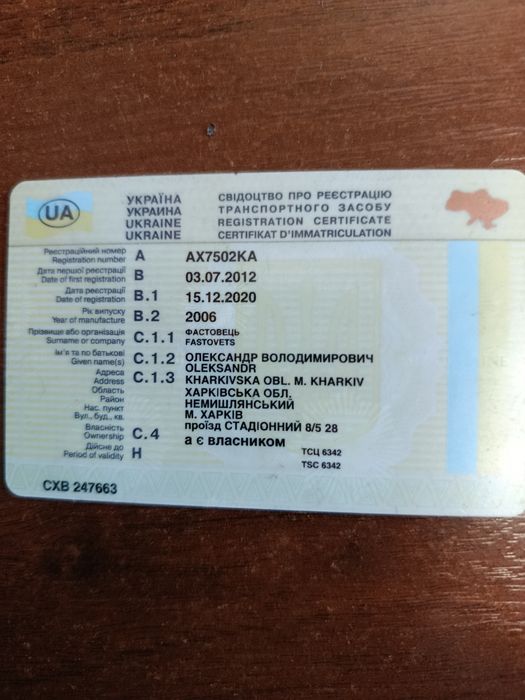 UA
УКРАЇНА
УКРАИНА
UKRAINE
UKRAINE
СВІДОЦТВО ПРО РЕЄСТРАЦІЮ
ТРАНСПОРТНОГО ЗАСОБУ
REGISTRATION CERTIFICATE
CERTIFIKAT D'IMMATRICULATION
Реєстраційний номер
Registration number A AX7502KA
Дата першої реєстрації
Date of first registration B 03.07.2012
Дата реєстрації
Date of registration B.1 15.12.2020
Рік випуску
Year of manufacture B.2 2006
Прізвище або організація
Surname or company C.1.1 ФАСТОВЕЦЬ
FASTOVETS
Ім'я та по батькові
Given name(s) C.1.2 ОЛЕКСАНДР ВОЛОДИМИРОВИЧ
OLEKSANDR
Адреса
Address C.1.3 KHARKIVSKA OBL. M. KHARKIV
Область ХАРКІВСЬКА ОБЛ.
Район НЕМИШЛЯНСЬКИЙ
Нас. пункт М. ХАРКІВ
Вул., буд., кв. проїзд СТАДІОННИЙ 8/5 28
Власність
Ownership C.4 а є власником
Дійсне до
Period of validity H ТСЦ 6342
TSC 6342
СХВ 247663